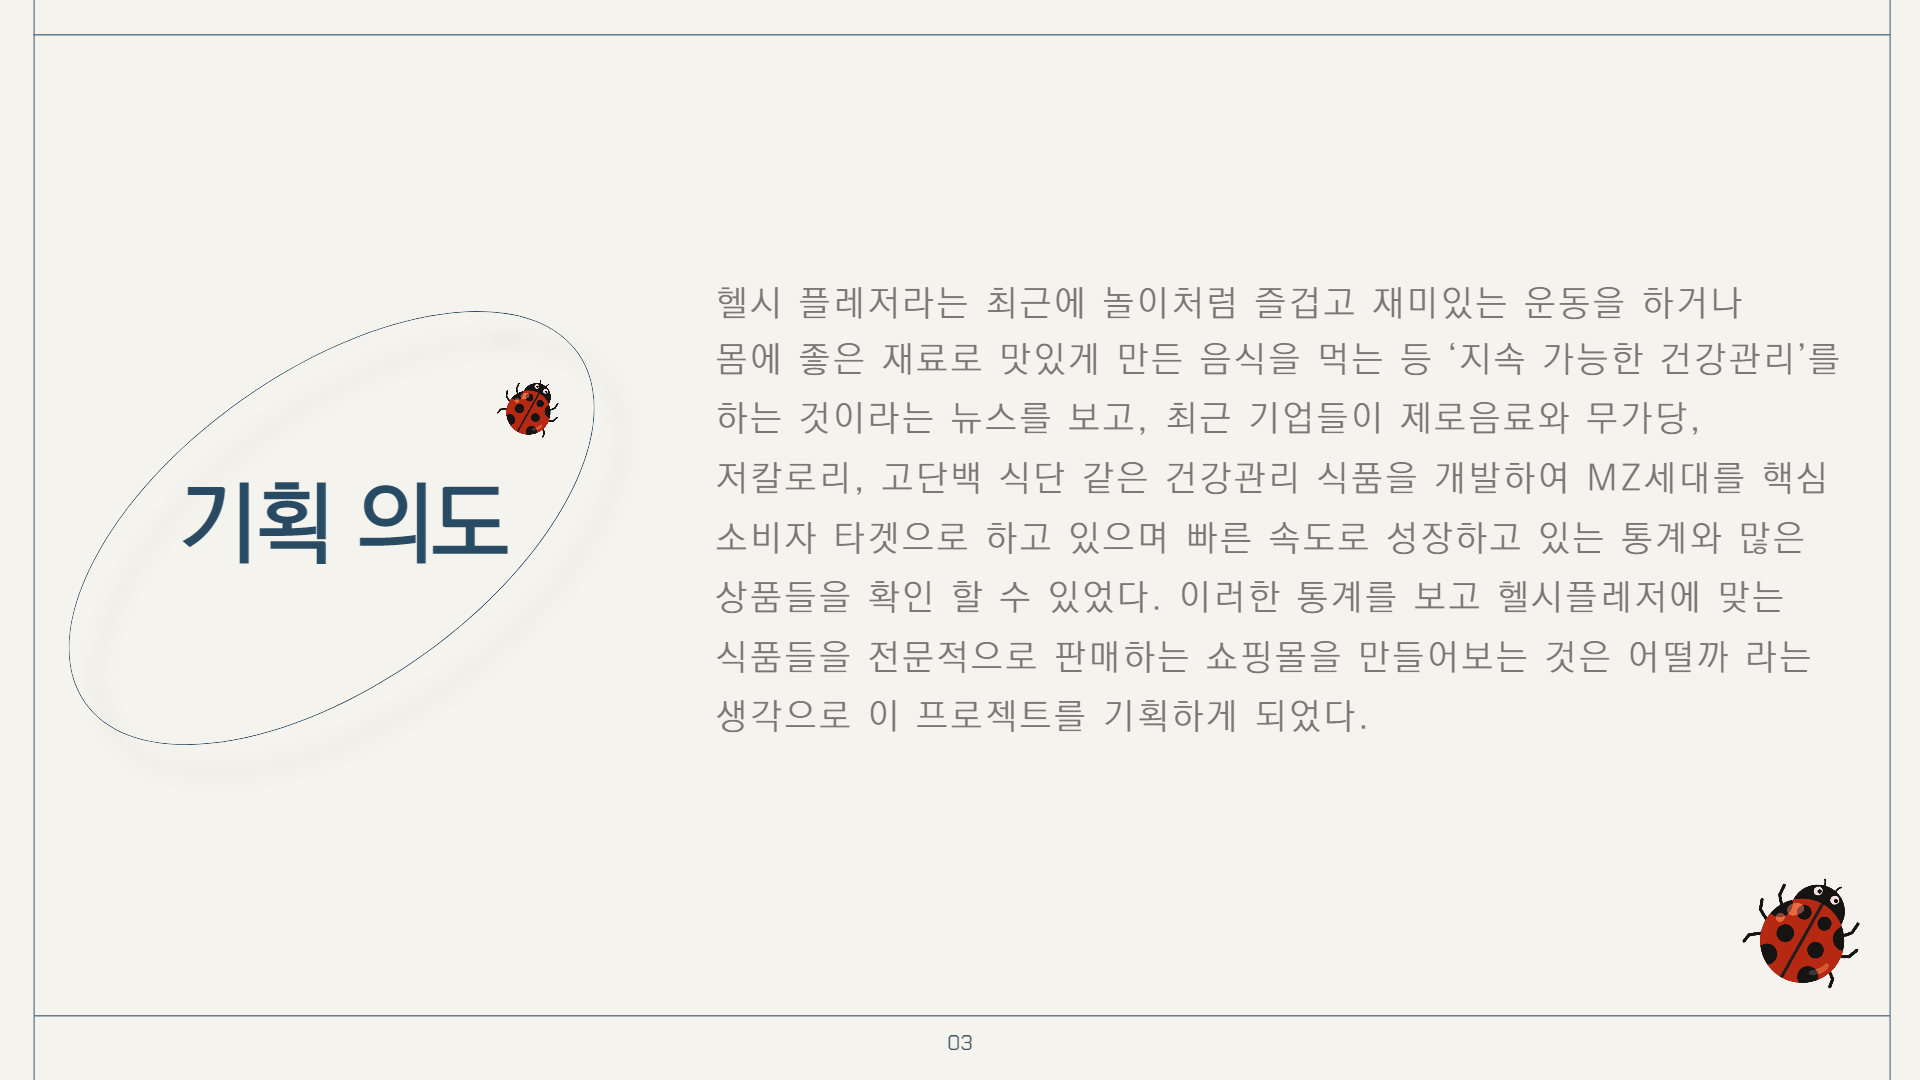 기획 의도
헬시 플레저라는 최근에 놀이처럼 즐겁고 재미있는 운동을 하거나
몸에 좋은 재료로 맛있게 만든 음식을 먹는 등 ‘지속 가능한 건강관리’를
하는 것이라는 뉴스를 보고, 최근 기업들이 제로음료와 무가당,
저칼로리, 고단백 식단 같은 건강관리 식품을 개발하여 MZ세대를 핵심
소비자 타겟으로 하고 있으며 빠른 속도로 성장하고 있는 통계와 많은
상품들을 확인 할 수 있었다. 이러한 통계를 보고 헬시플레저에 맞는
식품들을 전문적으로 판매하는 쇼핑몰을 만들어보는 것은 어떨까 라는
생각으로 이 프로젝트를 기획하게 되었다.
03